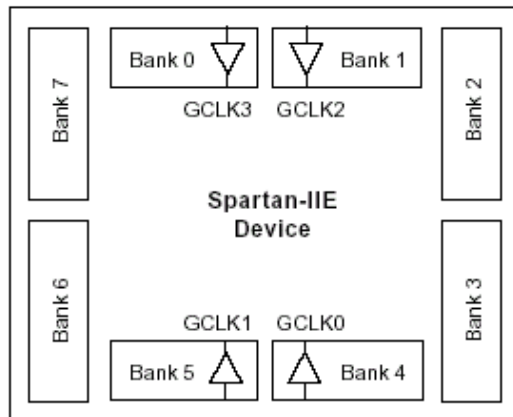 Bank 0
Bank 1
Bank 7
Bank 2
GCLK3
GCLK2
Spartan-IIE
Device
Bank 6
Bank 3
GCLK1
GCLK0
Bank 5
Bank 4